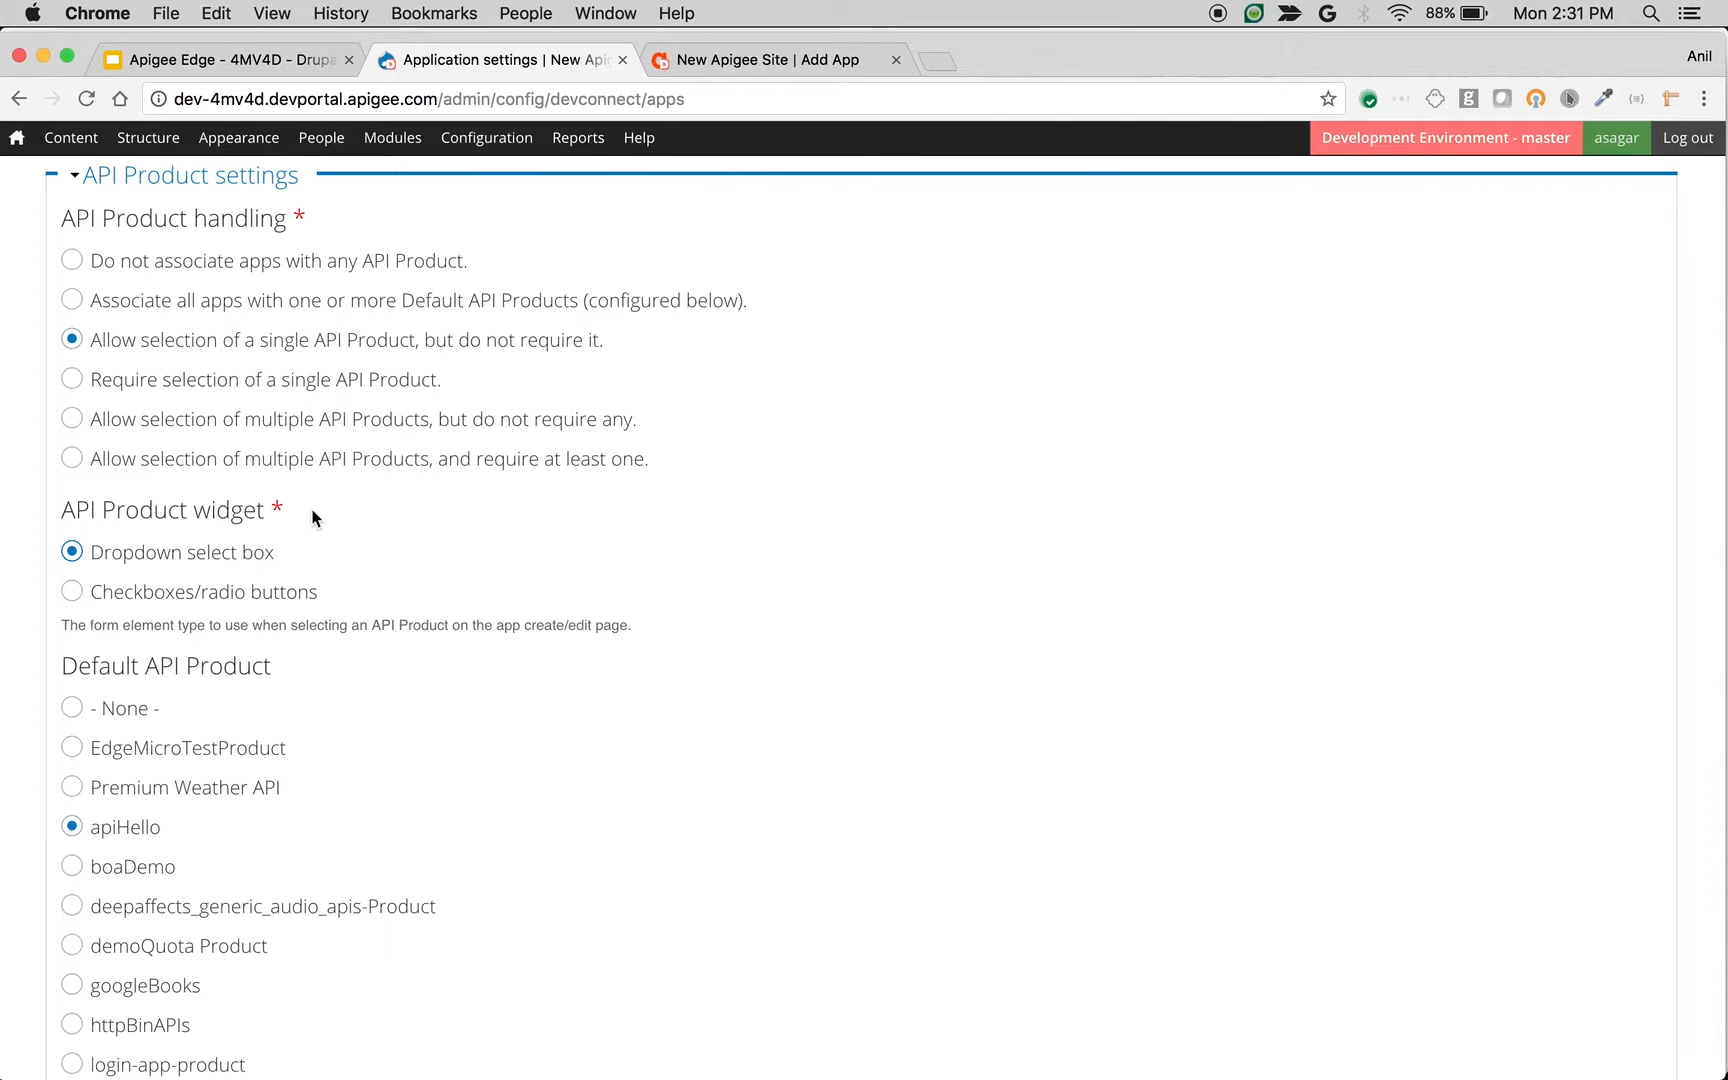 Chrome File Edit View History Bookmarks People Window Help 88% Mon 2:31 PM
Apigee Edge - 4MV4D - Drupa Application settings | New Apig New Apigee Site | Add App Anil
dev-4mv4d.devportal.apigee.com/admin/config/devconnect/apps
Content Structure Appearance People Modules Configuration Reports Help Development Environment - master asagar Log out
API Product settings
API Product handling *
Do not associate apps with any API Product.
Associate all apps with one or more Default API Products (configured below).
Allow selection of a single API Product, but do not require it.
Require selection of a single API Product.
Allow selection of multiple API Products, but do not require any.
Allow selection of multiple API Products, and require at least one.
API Product widget *
Dropdown select box
Checkboxes/radio buttons
The form element type to use when selecting an API Product on the app create/edit page.
Default API Product
- None -
EdgeMicroTestProduct
Premium Weather API
apiHello
boaDemo
deepaffects_generic_audio_apis-Product
demoQuota Product
googleBooks
httpBinAPIs
login-app-product